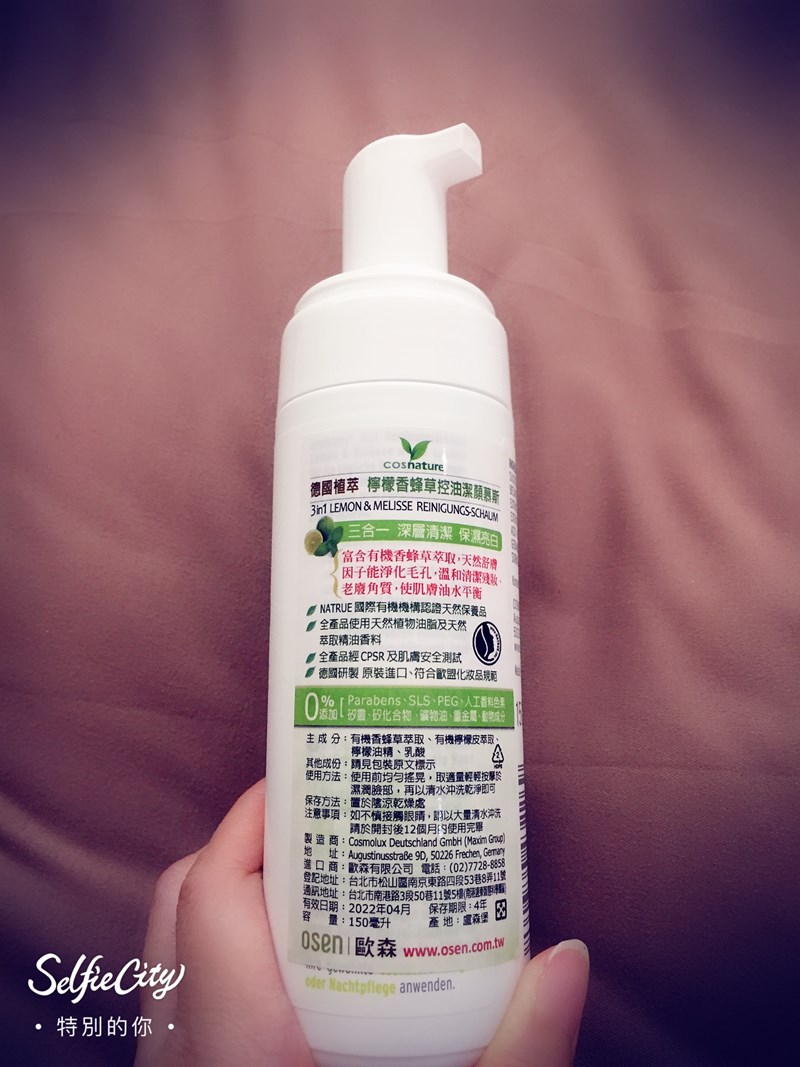 cosnature
德國植萃 檸檬香蜂草控油潔顏慕斯
3in1 LEMON & MELISSE REINIGUNGS-SCHAUM
三合一 深層清潔 保濕亮白
富含有機香蜂草萃取,天然舒膚
因子能淨化毛孔,溫和清潔殘妝、
老廢角質,使肌膚油水平衡
NATRUE 國際有機機構認證天然保養品
全產品使用天然植物油脂及天然
萃取精油香料
全產品經 CPSR 及肌膚安全測試
德國研製 原裝進口、符合歐盟化妝品規範
0% 添加 Parabens、SLS、PEG、人工香料色素
矽靈、矽化合物、礦物油、重金屬、動物成分
主成分:有機香蜂草萃取、有機檸檬皮萃取、
檸檬油精、乳酸
其他成份:請見包裝原文標示
使用方法:使用前均勻搖晃,取適量輕輕按摩於
濕潤臉部,再以清水沖洗乾淨即可
保存方法:置於陰涼乾燥處
注意事項:如不慎接觸眼睛,請以大量清水沖洗
請於開封後12個月內使用完畢
製造商:Cosmolux Deutschland GmbH (Maxim Group)
地址:Augustinusstraße 9D, 50226 Frechen, Germany
進口商:歐森有限公司 電話:(02)7728-8858
登記地址:台北市松山區南京東路四段53巷8弄11號
通訊地址:台北市南港路3段50巷11號5樓
有效日期:2022年04月 保存期限:4年
容量:150毫升 產地:盧森堡
osen | 歐森 www.osen.com.tw
oder Nachtpflege anwenden.
SelfieCity
• 特別的你 •